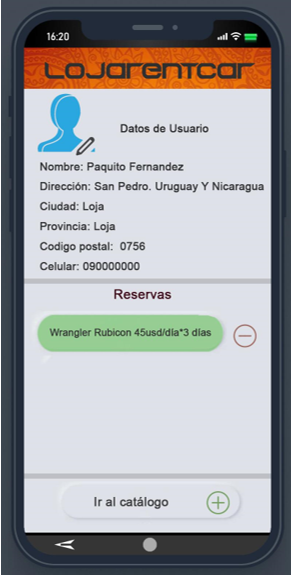 16:20
LOJarentcar
Datos de Usuario
Nombre: Paquito Fernandez
Dirección: San Pedro. Uruguay Y Nicaragua
Ciudad: Loja
Provincia: Loja
Codigo postal: 0756
Celular: 090000000
Reservas
Wrangler Rubicon 45usd/día*3 días
Ir al catálogo